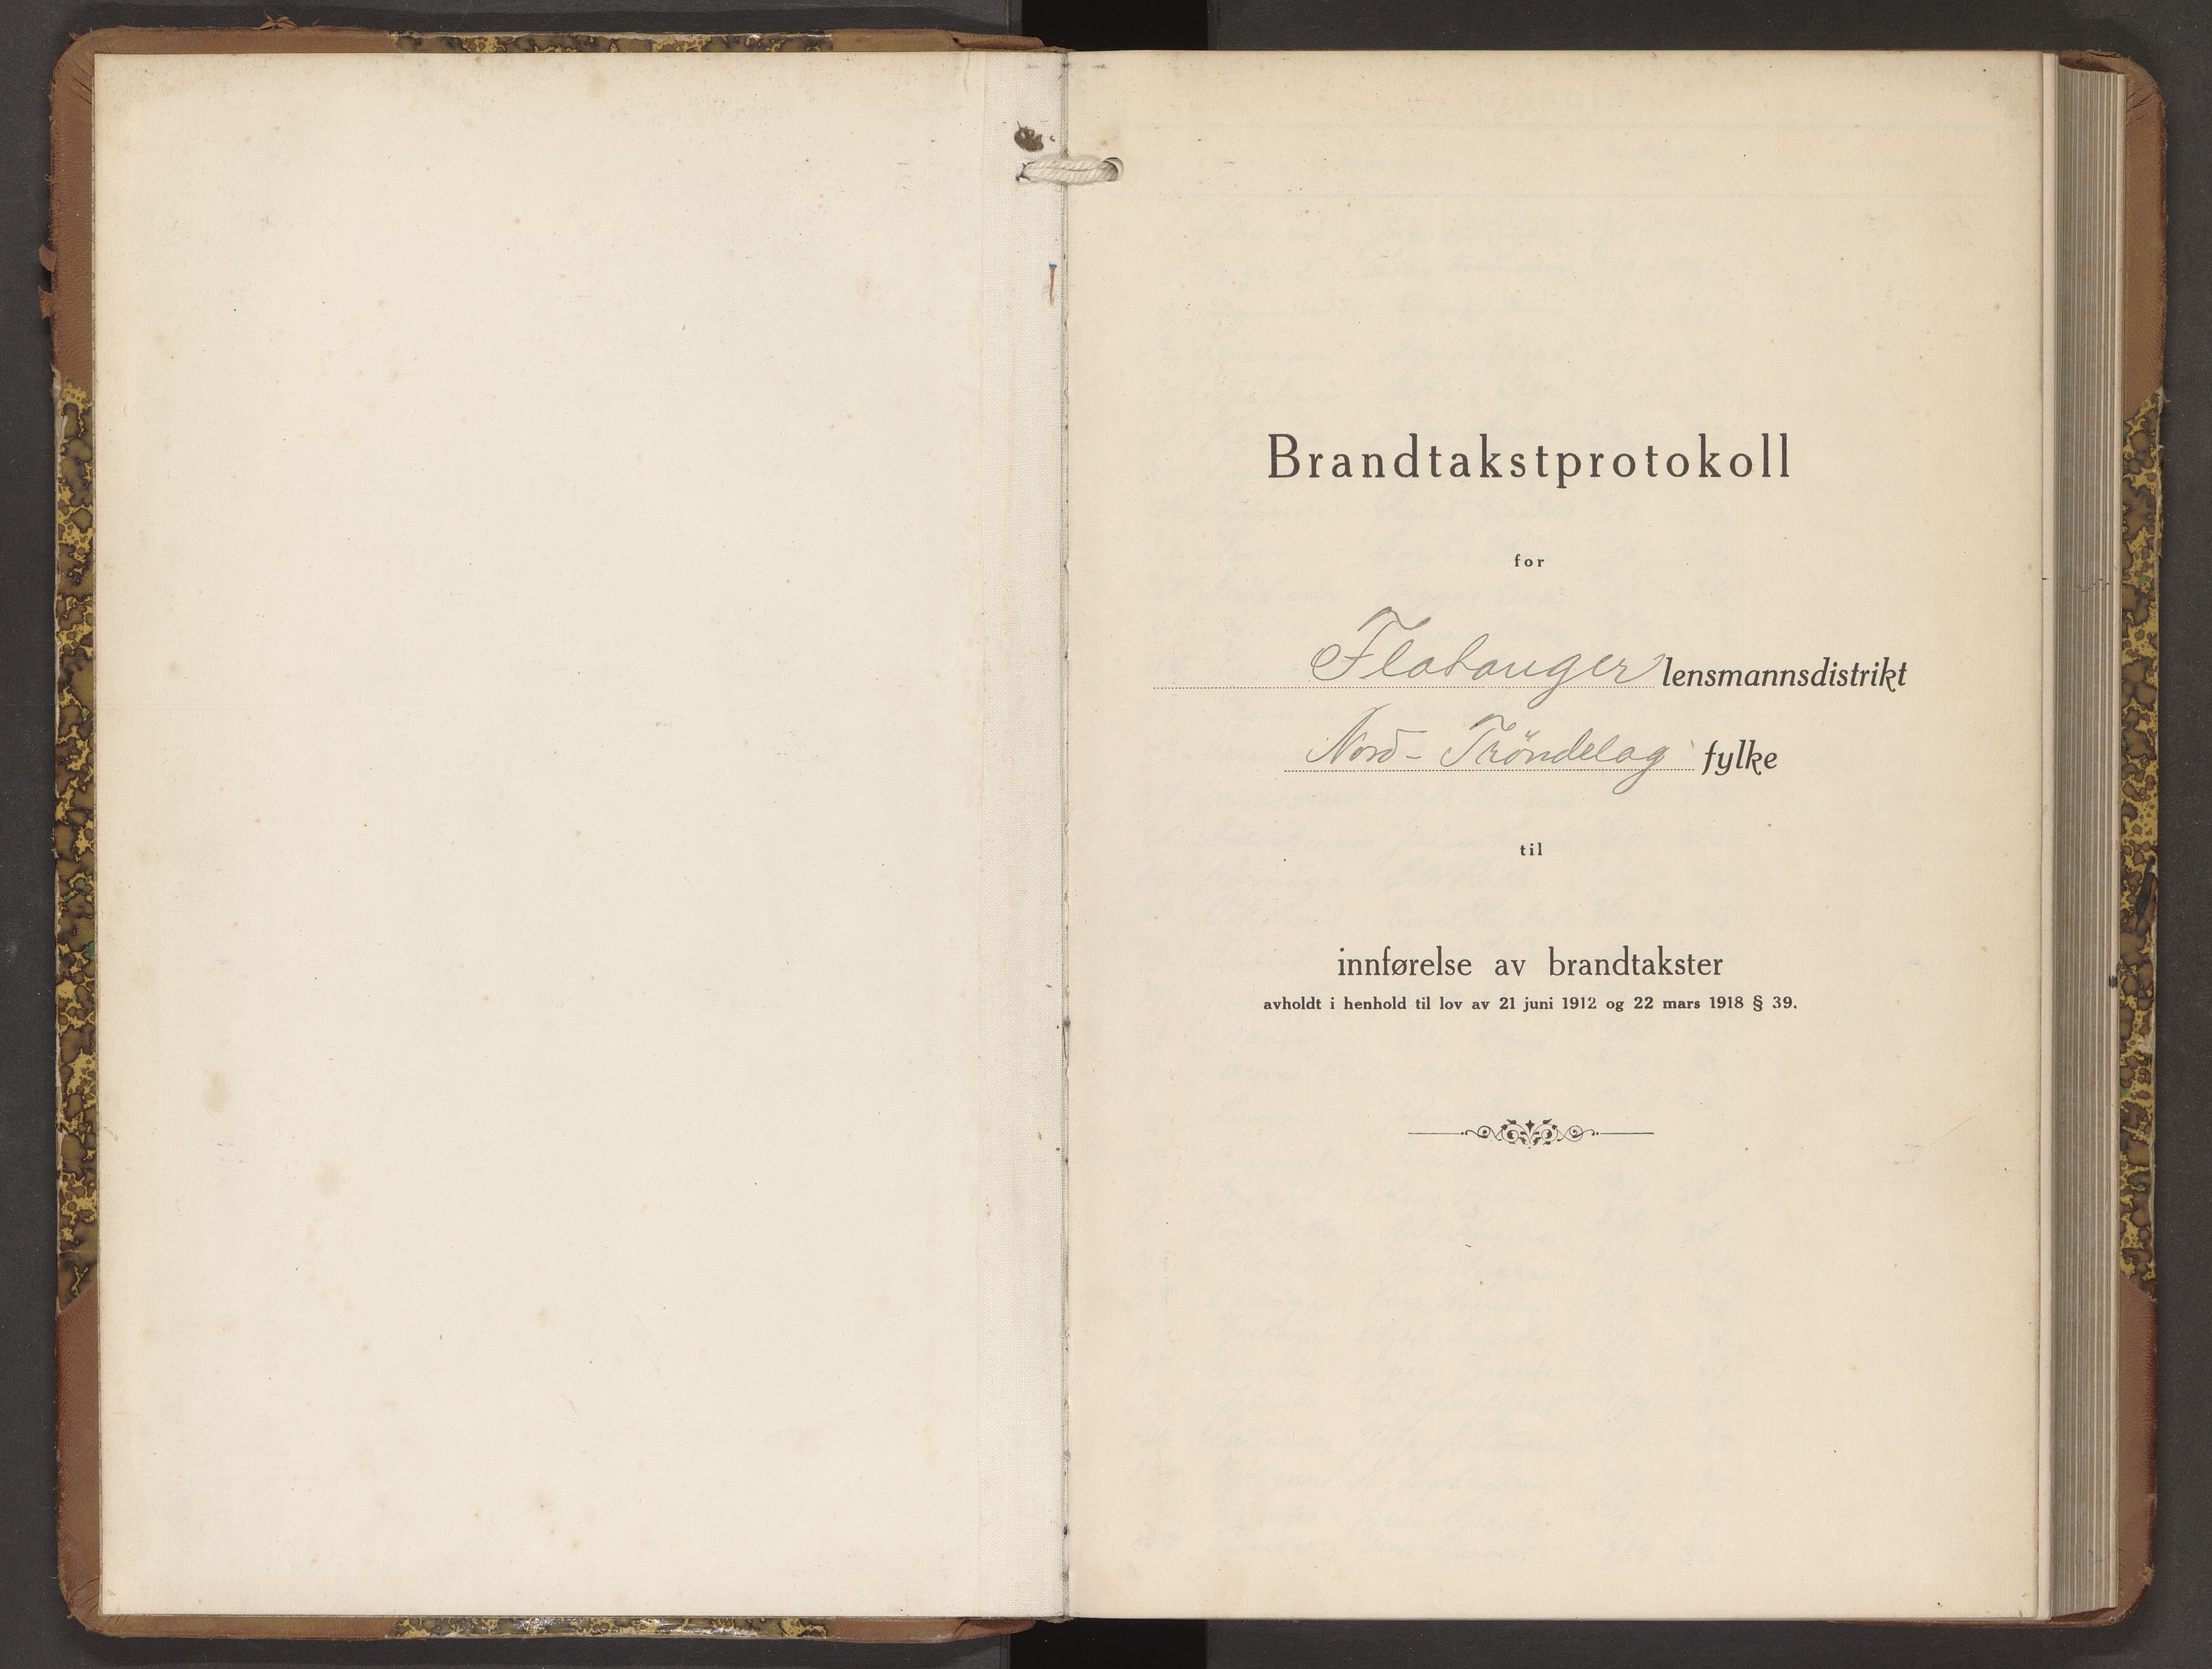 Brandtakstprotokoll
for
Flatanger lensmannsdistrikt
Nord-Tröndelag fylke
til
innførelse av brandtakster
avholdt i henhold til lov av 21 juni 1912 og 22 mars 1918 § 39.